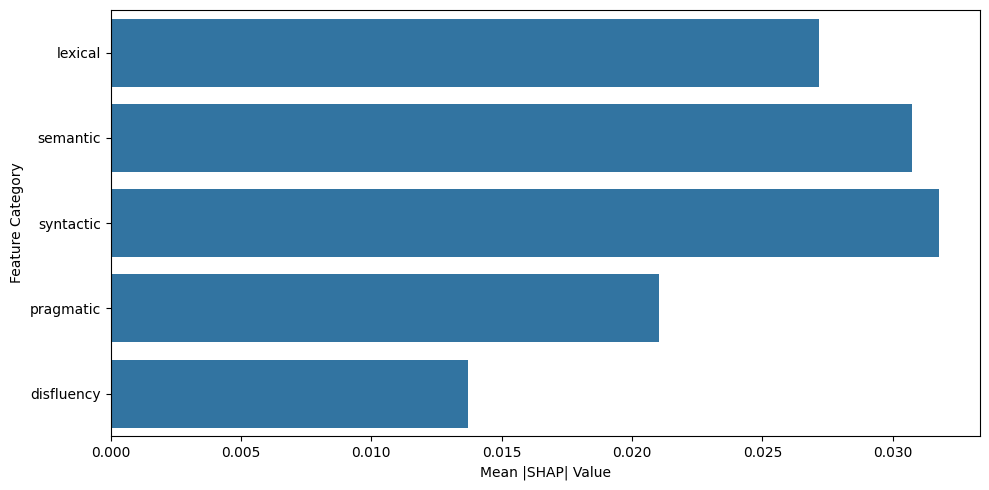 lexical
semantic
syntactic
pragmatic
disfluency
Feature Category
0.000 0.005 0.010 0.015 0.020 0.025 0.030
Mean |SHAP| Value